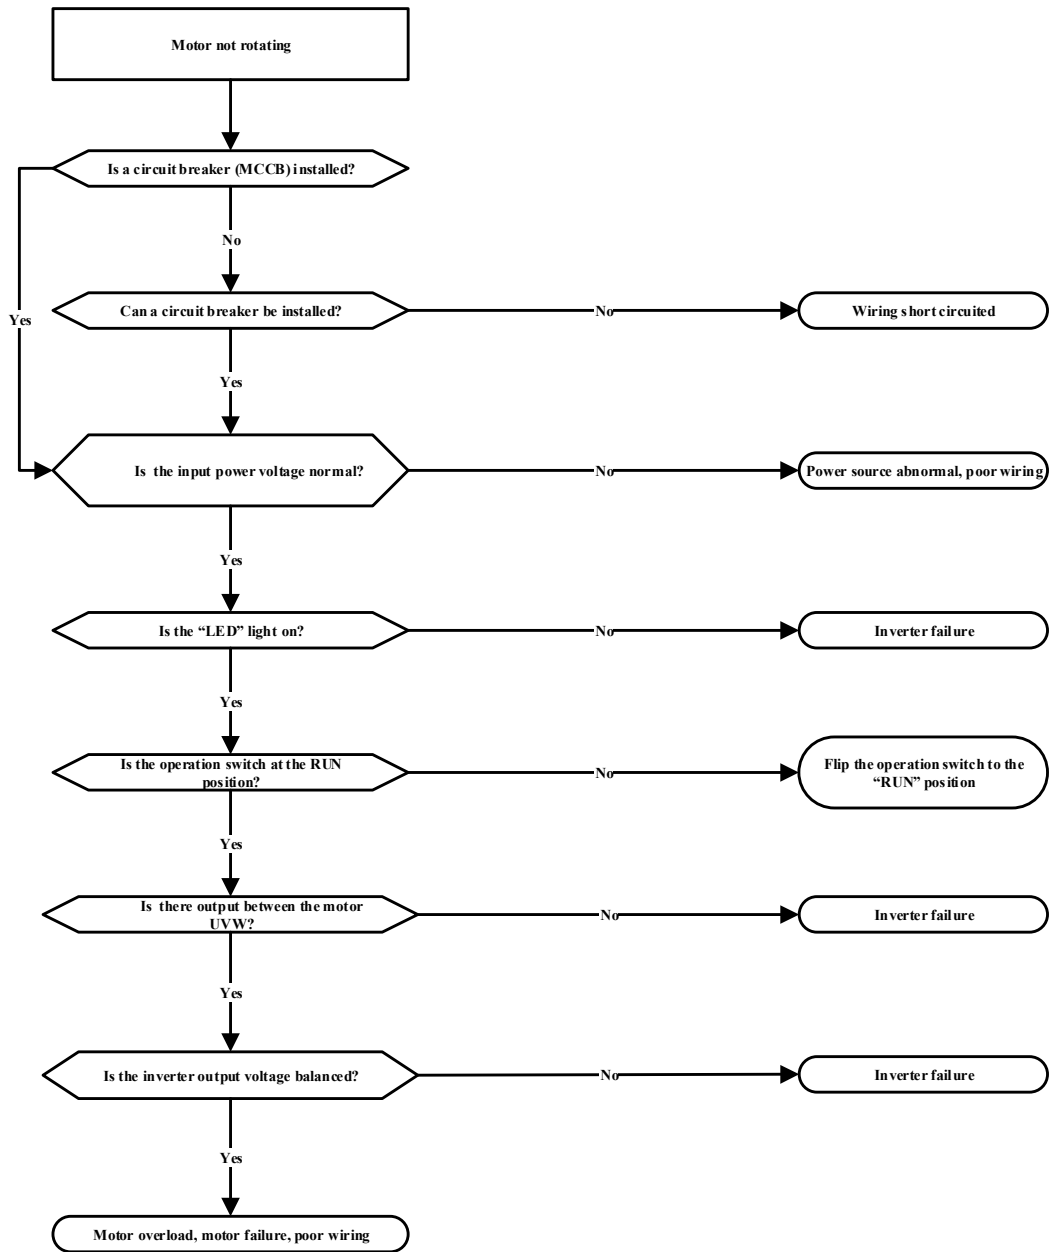 Motor not rotating
Is a circuit breaker (MCCB) installed?
No
Yes
Can a circuit breaker be installed?
No
Wiring short circuited
Yes
Is the input power voltage normal?
No
Power source abnormal, poor wiring
Yes
Is the “LED” light on?
No
Inverter failure
Yes
Is the operation switch at the RUN
position?
No
Flip the operation switch to the
“RUN” position
Yes
Is there output between the motor
UVW?
No
Inverter failure
Yes
Is the inverter output voltage balanced?
No
Inverter failure
Yes
Motor overload, motor failure, poor wiring